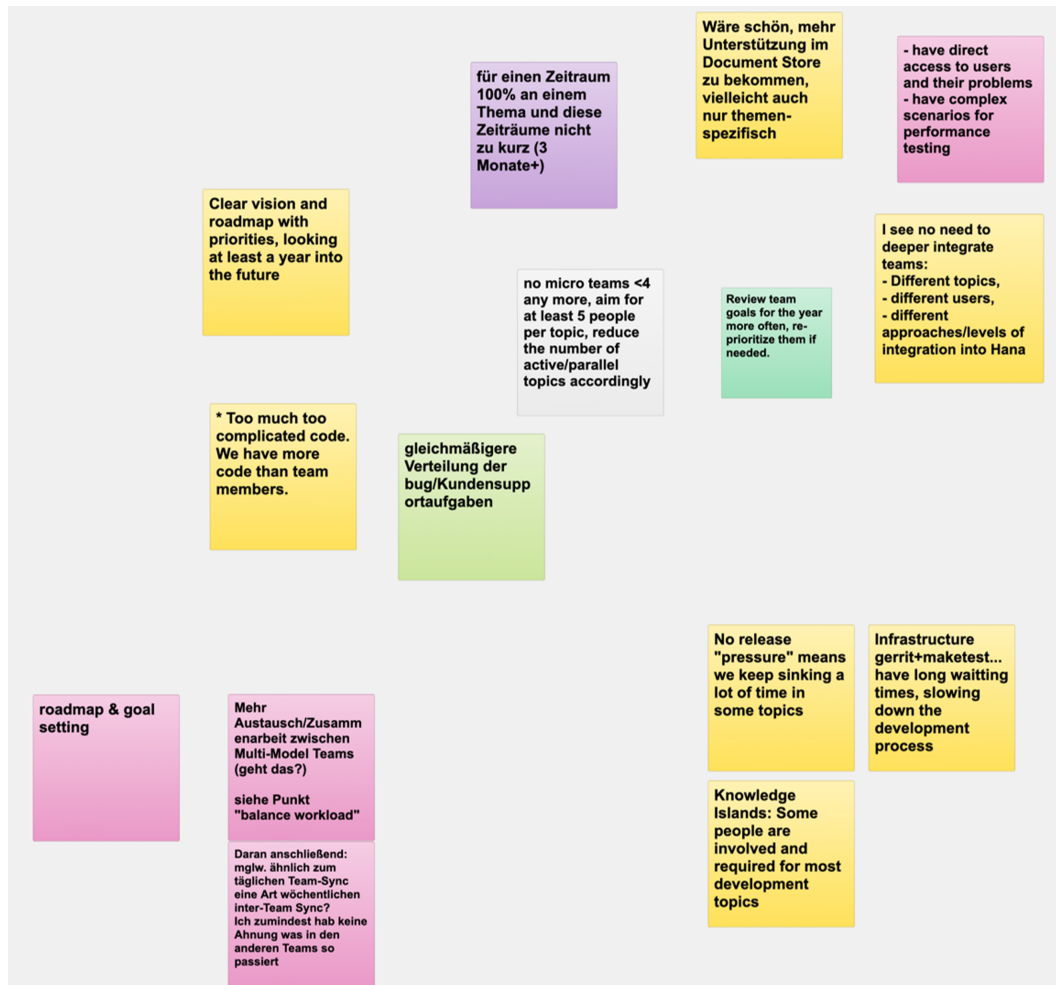 Wäre schön, mehr
Unterstützung im
Document Store
zu bekommen,
vielleicht auch
nur themen-
spezifisch
- have direct
access to users
and their problems
- have complex
scenarios for
performance
testing
für einen Zeitraum
100% an einem
Thema und diese
Zeiträume nicht
zu kurz (3
Monate+)
Clear vision and
roadmap with
priorities, looking
at least a year into
the future
I see no need to
deeper integrate
teams:
- Different topics,
- different users,
- different
approaches/levels of
integration into Hana
no micro teams <4
any more, aim for
at least 5 people
per topic, reduce
the number of
active/parallel
topics accordingly
Review team
goals for the year
more often, re-
prioritize them if
needed.
* Too much too
complicated code.
We have more
code than team
members.
gleichmäßigere
Verteilung der
bug/Kundensupp
ortaufgaben
No release
"pressure" means
we keep sinking a
lot of time in
some topics
Infrastructure
gerrit+maketest...
have long waitting
times, slowing
down the
development
process
roadmap & goal
setting
Mehr
Austausch/Zusamm
enarbeit zwischen
Multi-Model Teams
(geht das?)
siehe Punkt
"balance workload"
Knowledge
Islands: Some
people are
involved and
required for most
development
topics
Daran anschließend:
mglw. ähnlich zum
täglichen Team-Sync
eine Art wöchentlichen
inter-Team Sync?
Ich zumindest hab keine
Ahnung was in den
anderen Teams so
passiert